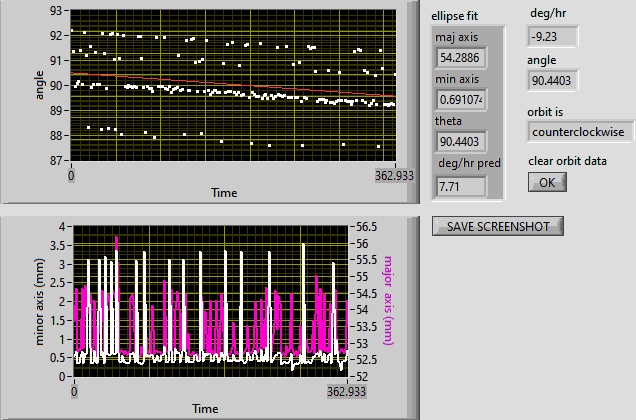 93
92
91
90
89
88
87
angle
0
362.933
Time
ellipse fit
maj axis
54.2886
min axis
0.69107
theta
90.4403
deg/hr pred
7.71
deg/hr
-9.23
angle
90.4403
orbit is
counterclockwise
clear orbit data
OK
SAVE SCREENSHOT
4
3.5
3
2.5
2
1.5
1
0.5
0
minor axis (mm)
56.5
56
55.5
55
54.5
54
53.5
53
52.5
52
major axis (mm)
0
362.933
Time